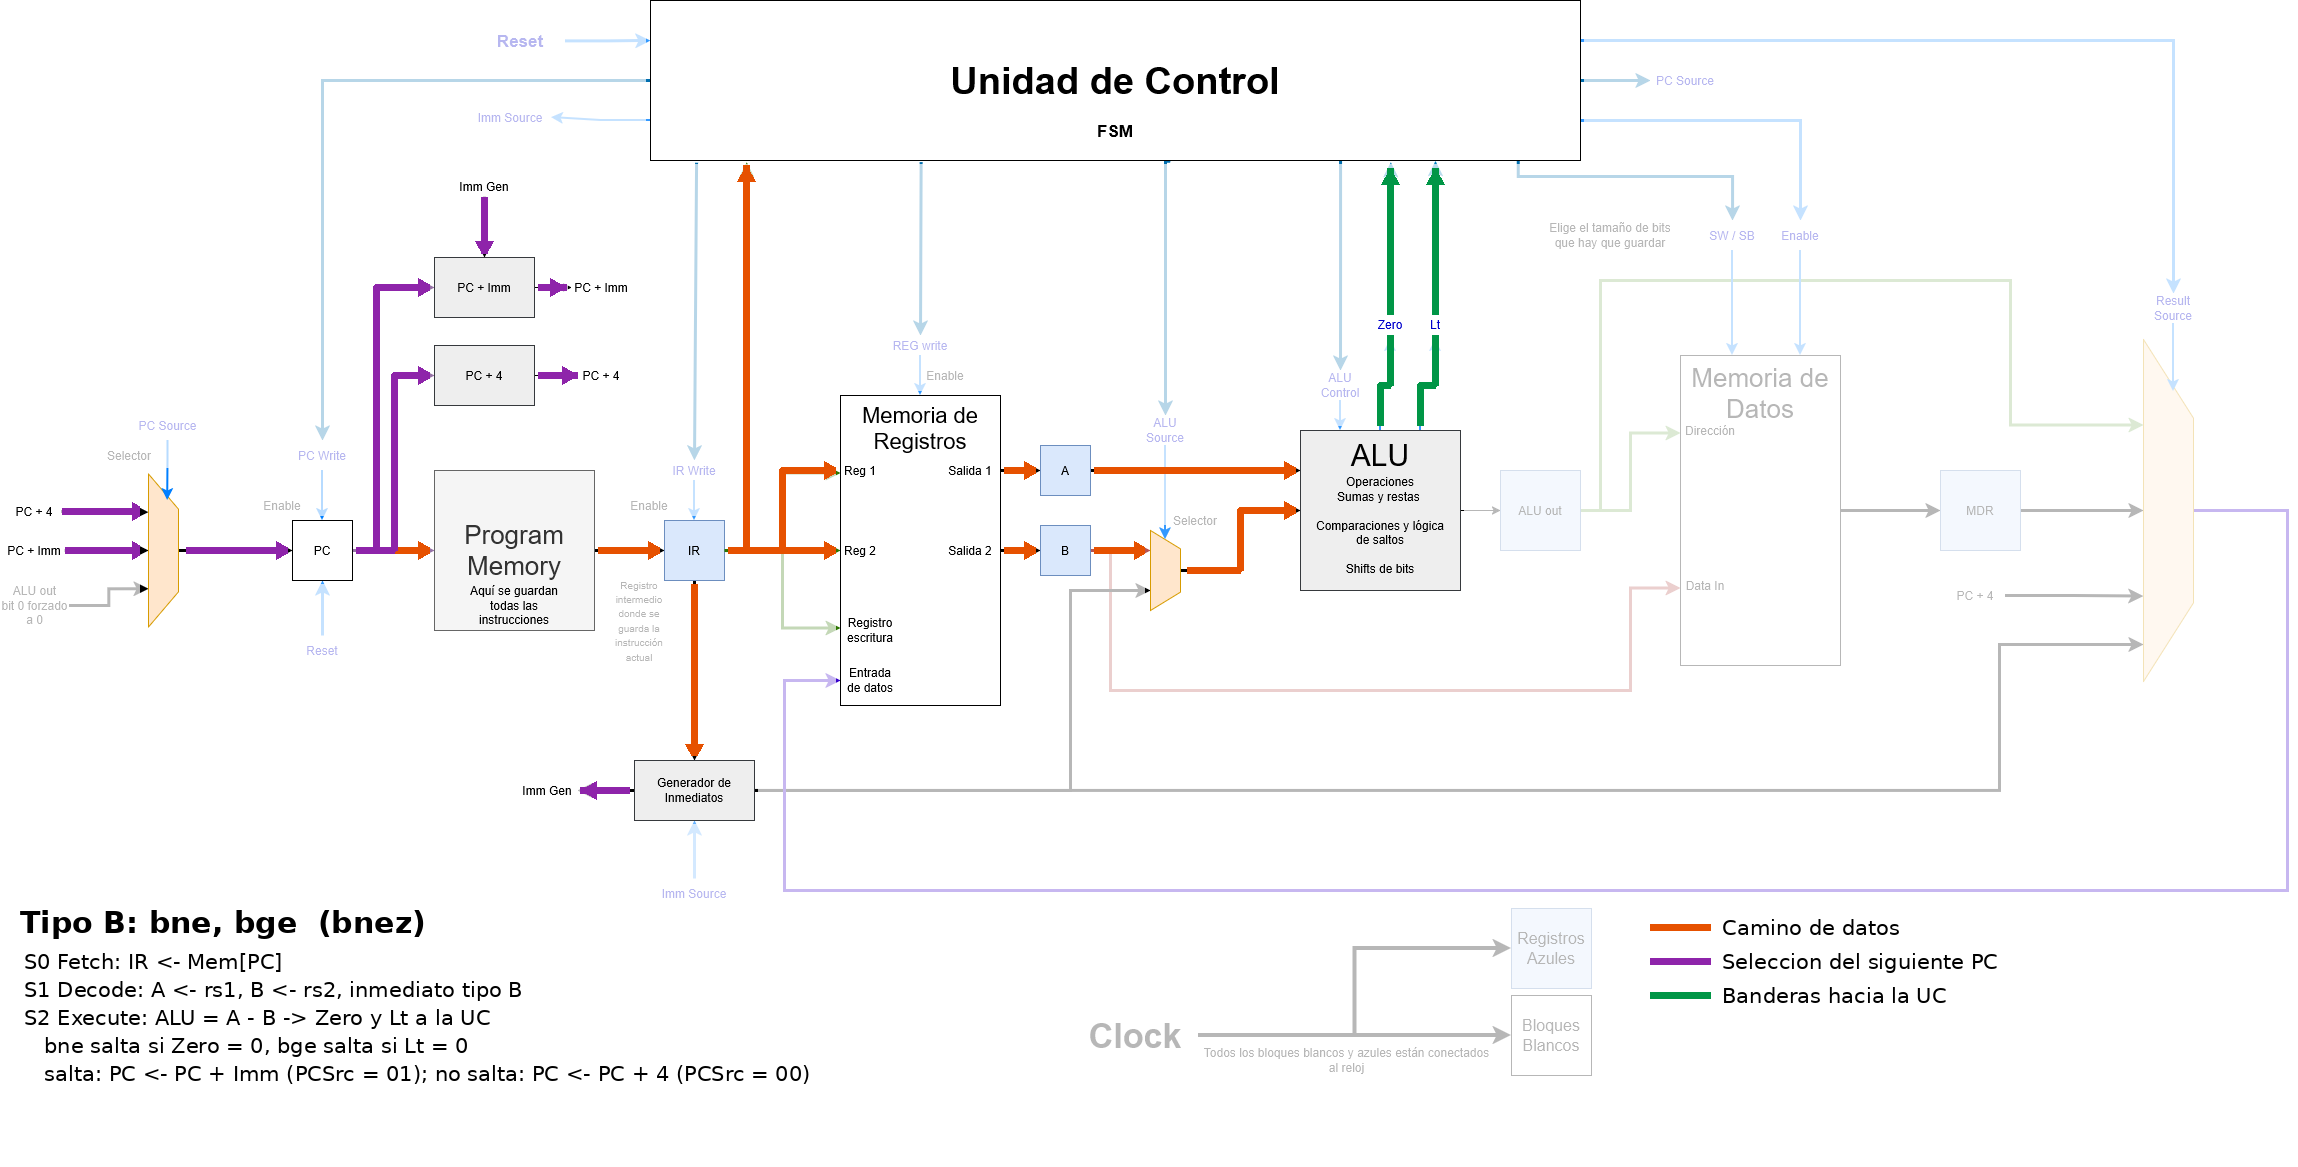 Reset
Unidad de Control
FSM
PC Source
Imm Source
Imm Gen
PC + Imm
PC + Imm
PC + 4
PC + 4
PC Source
Selector
PC Write
Enable
PC + 4
PC + Imm
ALU out
bit 0 forzado
a 0
PC
Reset
Program
Memory
Aquí se guardan
todas las
instrucciones
IR Write
Enable
IR
Registro
intermedio
donde se
guarda la
instrucción
actual
REG write
Enable
Memoria de
Registros
Reg 1
Salida 1
Reg 2
Salida 2
Registro
escritura
Entrada
de datos
A
B
ALU
Source
Selector
ALU
Control
Zero
Lt
ALU
Operaciones
Sumas y restas
Comparaciones y lógica
de saltos
Shifts de bits
ALU out
Elige el tamaño de bits
que hay que guardar
SW / SB
Enable
Memoria de
Datos
Dirección
Data In
MDR
PC + 4
Result
Source
Imm Gen
Generador de
Inmediatos
Imm Source
Tipo B: bne, bge (bnez)
S0 Fetch: IR <- Mem[PC]
S1 Decode: A <- rs1, B <- rs2, inmediato tipo B
S2 Execute: ALU = A - B -> Zero y Lt a la UC
bne salta si Zero = 0, bge salta si Lt = 0
salta: PC <- PC + Imm (PCSrc = 01); no salta: PC <- PC + 4 (PCSrc = 00)
Clock
Todos los bloques blancos y azules están conectados
al reloj
Registros
Azules
Bloques
Blancos
Camino de datos
Seleccion del siguiente PC
Banderas hacia la UC